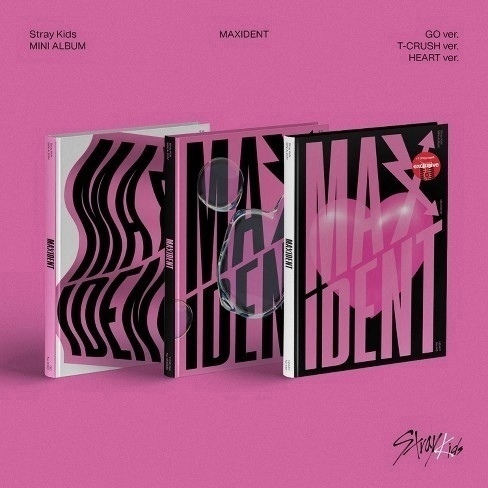 Stray Kids
MINI ALBUM
MAXIDENT
GO ver.
T-CRUSH ver.
HEART ver.
MAX
IDENT
MAXIDENT
MAX
IDENT
MAXIDENT
MAX
IDENT
exclusive
Stray Kids